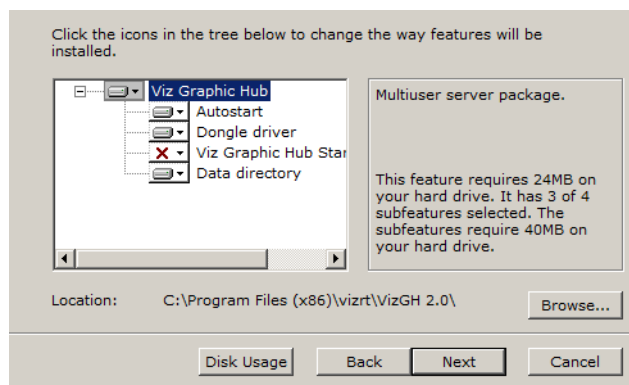 Click the icons in the tree below to change the way features will be
installed.
Viz Graphic Hub
Autostart
Dongle driver
Viz Graphic Hub Star
Data directory
Multiuser server package.
This feature requires 24MB on
your hard drive. It has 3 of 4
subfeatures selected. The
subfeatures require 40MB on
your hard drive.
Location: C:\Program Files (x86)\vizrt\VizGH 2.0\
Browse...
Disk Usage Back Next Cancel